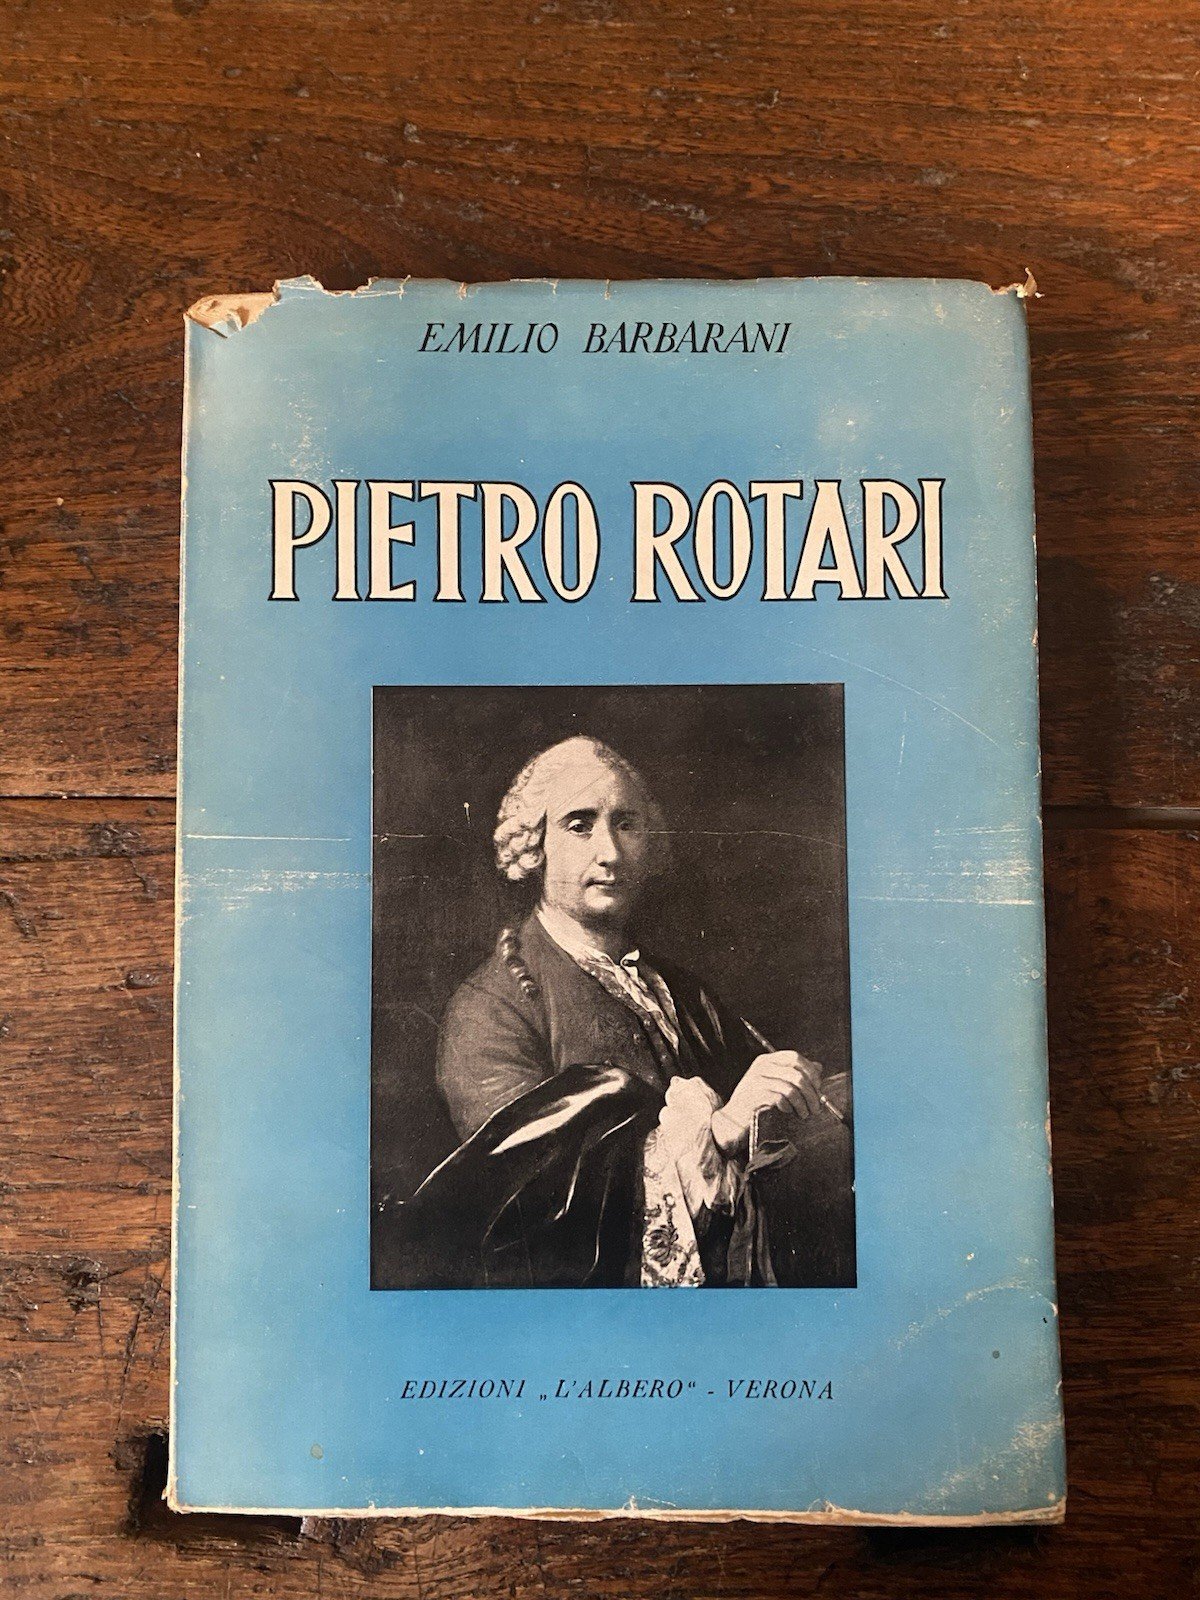 EMILIO BARBARANI
PIETRO ROTARI
EDIZIONI „L'ALBERO“ - VERONA